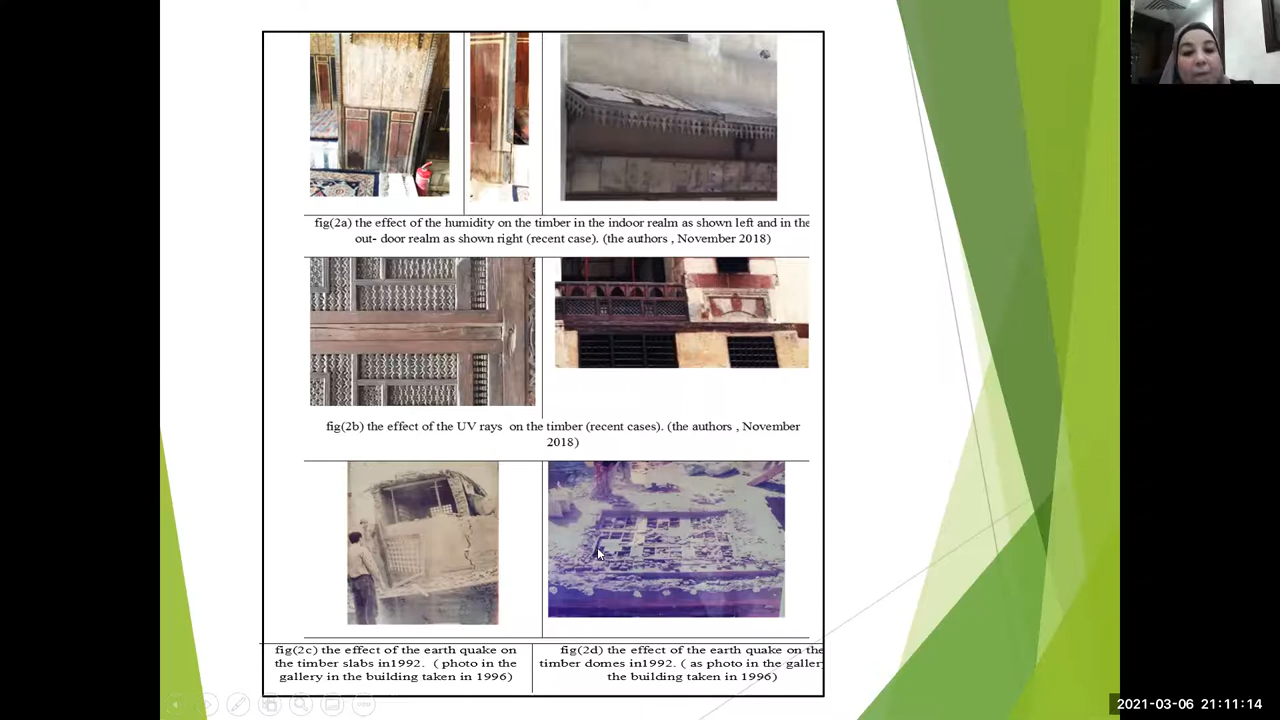 fig(2a) the effect of the humidity on the timber in the indoor realm as shown left and in the
out- door realm as shown right (recent case). (the authors , November 2018)
fig(2b) the effect of the UV rays on the timber (recent cases). (the authors , November
2018)
fig(2c) the effect of the earth quake on
the timber slabs in1992. ( photo in the
gallery in the building taken in 1996)
fig(2d) the effect of the earth quake on the
timber domes in1992. ( as photo in the galler
the building taken in 1996)
2021-03-06 21:11:14